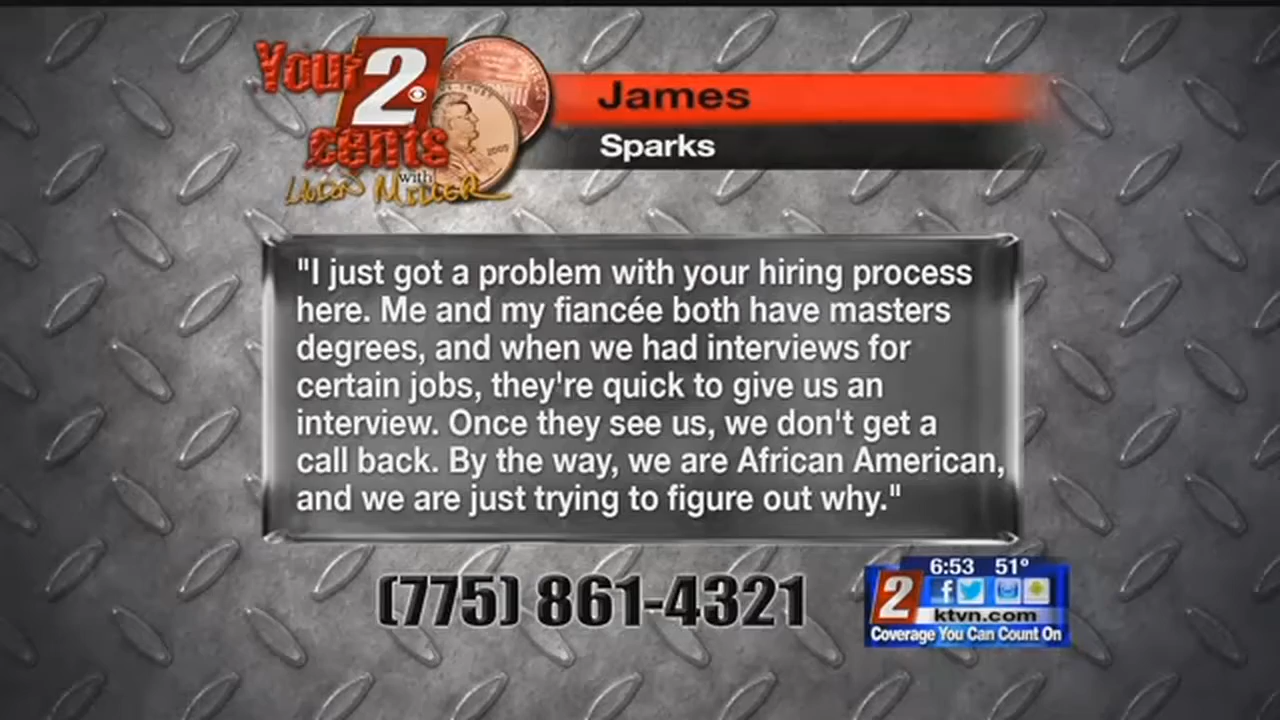 Your 2 cents
with
James
Sparks
"I just got a problem with your hiring process
here. Me and my fiancée both have masters
degrees, and when we had interviews for
certain jobs, they're quick to give us an
interview. Once they see us, we don't get a
call back. By the way, we are African American,
and we are just trying to figure out why."
(775) 861-4321
6:53 51°
2
ktvn.com
Coverage You Can Count On